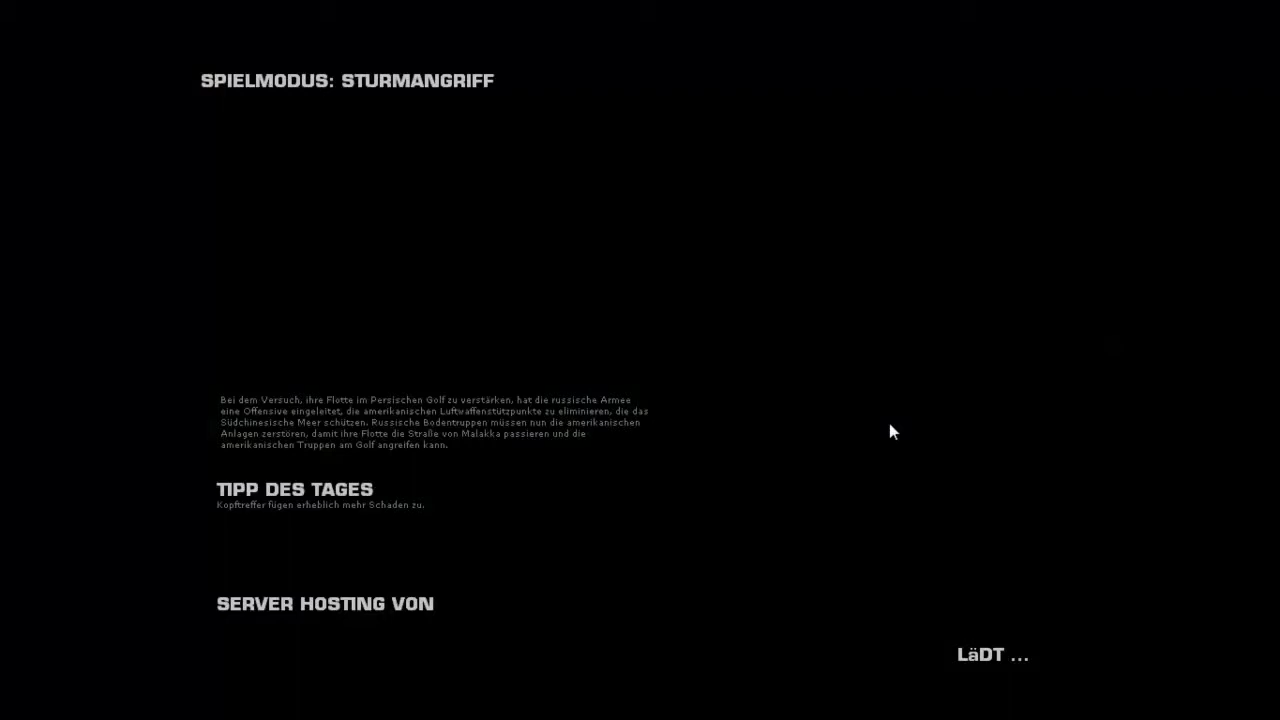 SPIELMODUS: STURMANGRIFF
Bei dem Versuch, ihre Flotte im Persischen Golf zu verstärken, hat die russische Armee
eine Offensive eingeleitet, die amerikanischen Luftwaffenstützpunkte zu eliminieren, die das
Südchinesische Meer schützen. Russische Bodentruppen müssen nun die amerikanischen
Anlagen zerstören, damit ihre Flotte die Straße von Malakka passieren und die
amerikanischen Truppen am Golf angreifen kann.
TIPP DES TAGES
Kopftreffer fügen erheblich mehr Schaden zu.
SERVER HOSTING VON
LäDT ...